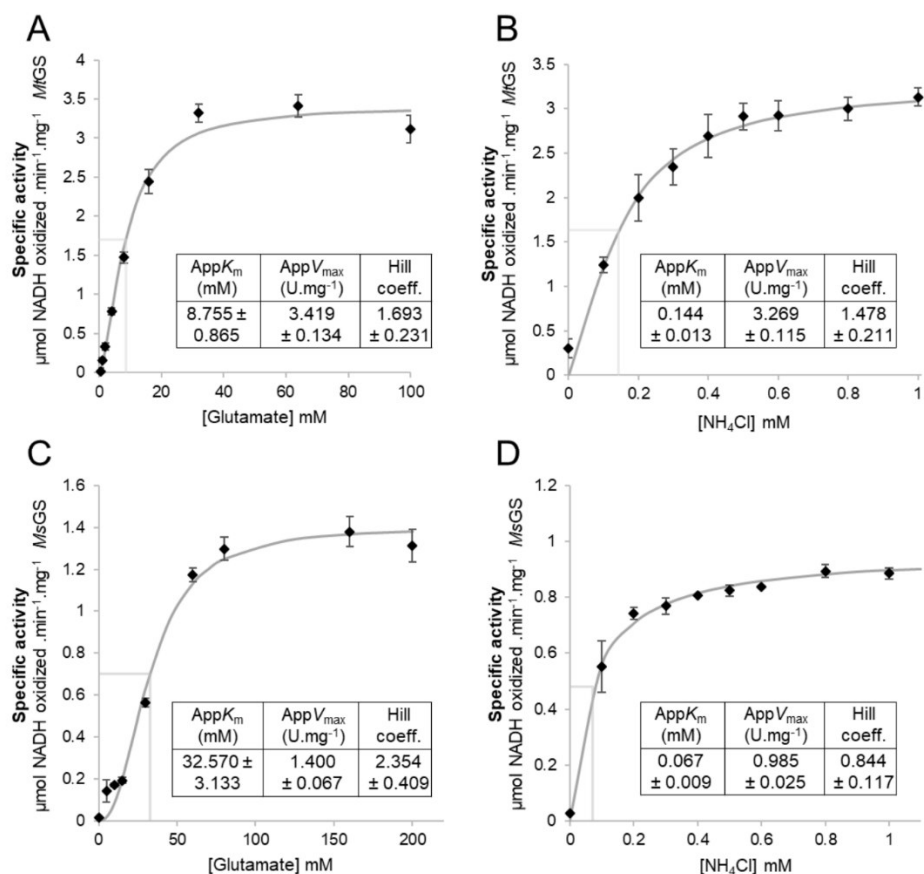 A
Specific activity
µmol NADH oxidized .min⁻¹.mg⁻¹ MtGS
4
3.5
3
2.5
2
1.5
1
0.5
0
0 20 40 60 80 100
[Glutamate] mM
AppKm (mM) AppVmax (U.mg⁻¹) Hill coeff.
8.755 ± 0.865 3.419 ± 0.134 1.693 ± 0.231
B
Specific activity
µmol NADH oxidized .min⁻¹.mg⁻¹ MtGS
3.5
3
2.5
2
1.5
1
0.5
0
0 0.2 0.4 0.6 0.8 1
[NH₄Cl] mM
AppKm (mM) AppVmax (U.mg⁻¹) Hill coeff.
0.144 ± 0.013 3.269 ± 0.115 1.478 ± 0.211
C
Specific activity
µmol NADH oxidized .min⁻¹.mg⁻¹ MsGS
1.6
1.4
1.2
1
0.8
0.6
0.4
0.2
0
0 50 100 150 200
[Glutamate] mM
AppKm (mM) AppVmax (U.mg⁻¹) Hill coeff.
32.570 ± 3.133 1.400 ± 0.067 2.354 ± 0.409
D
Specific activity
µmol NADH oxidized .min⁻¹.mg⁻¹ MsGS
1.2
1
0.8
0.6
0.4
0.2
0
0 0.2 0.4 0.6 0.8 1
[NH₄Cl] mM
AppKm (mM) AppVmax (U.mg⁻¹) Hill coeff.
0.067 ± 0.009 0.985 ± 0.025 0.844 ± 0.117